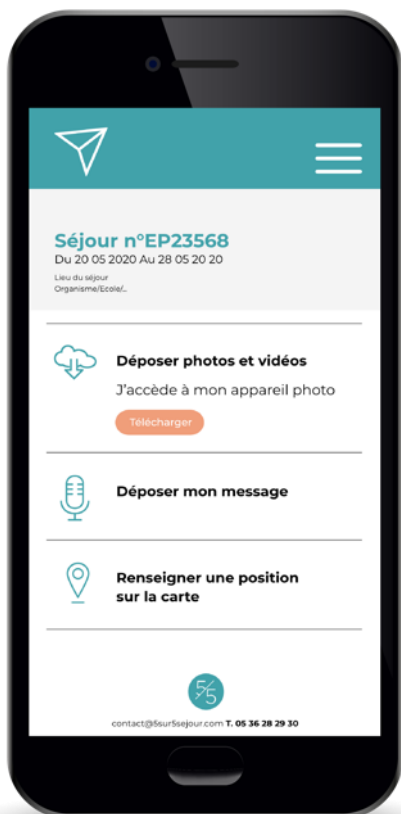 Séjour n°EP23568
Du 20 05 2020 Au 28 05 20 20
Lieu du séjour
Organisme/Ecole/..
Déposer photos et vidéos
J'accède à mon appareil photo
Télécharger
Déposer mon message
Renseigner une position
sur la carte
5/5
contact@5sur5sejour.com T. 05 36 28 29 30